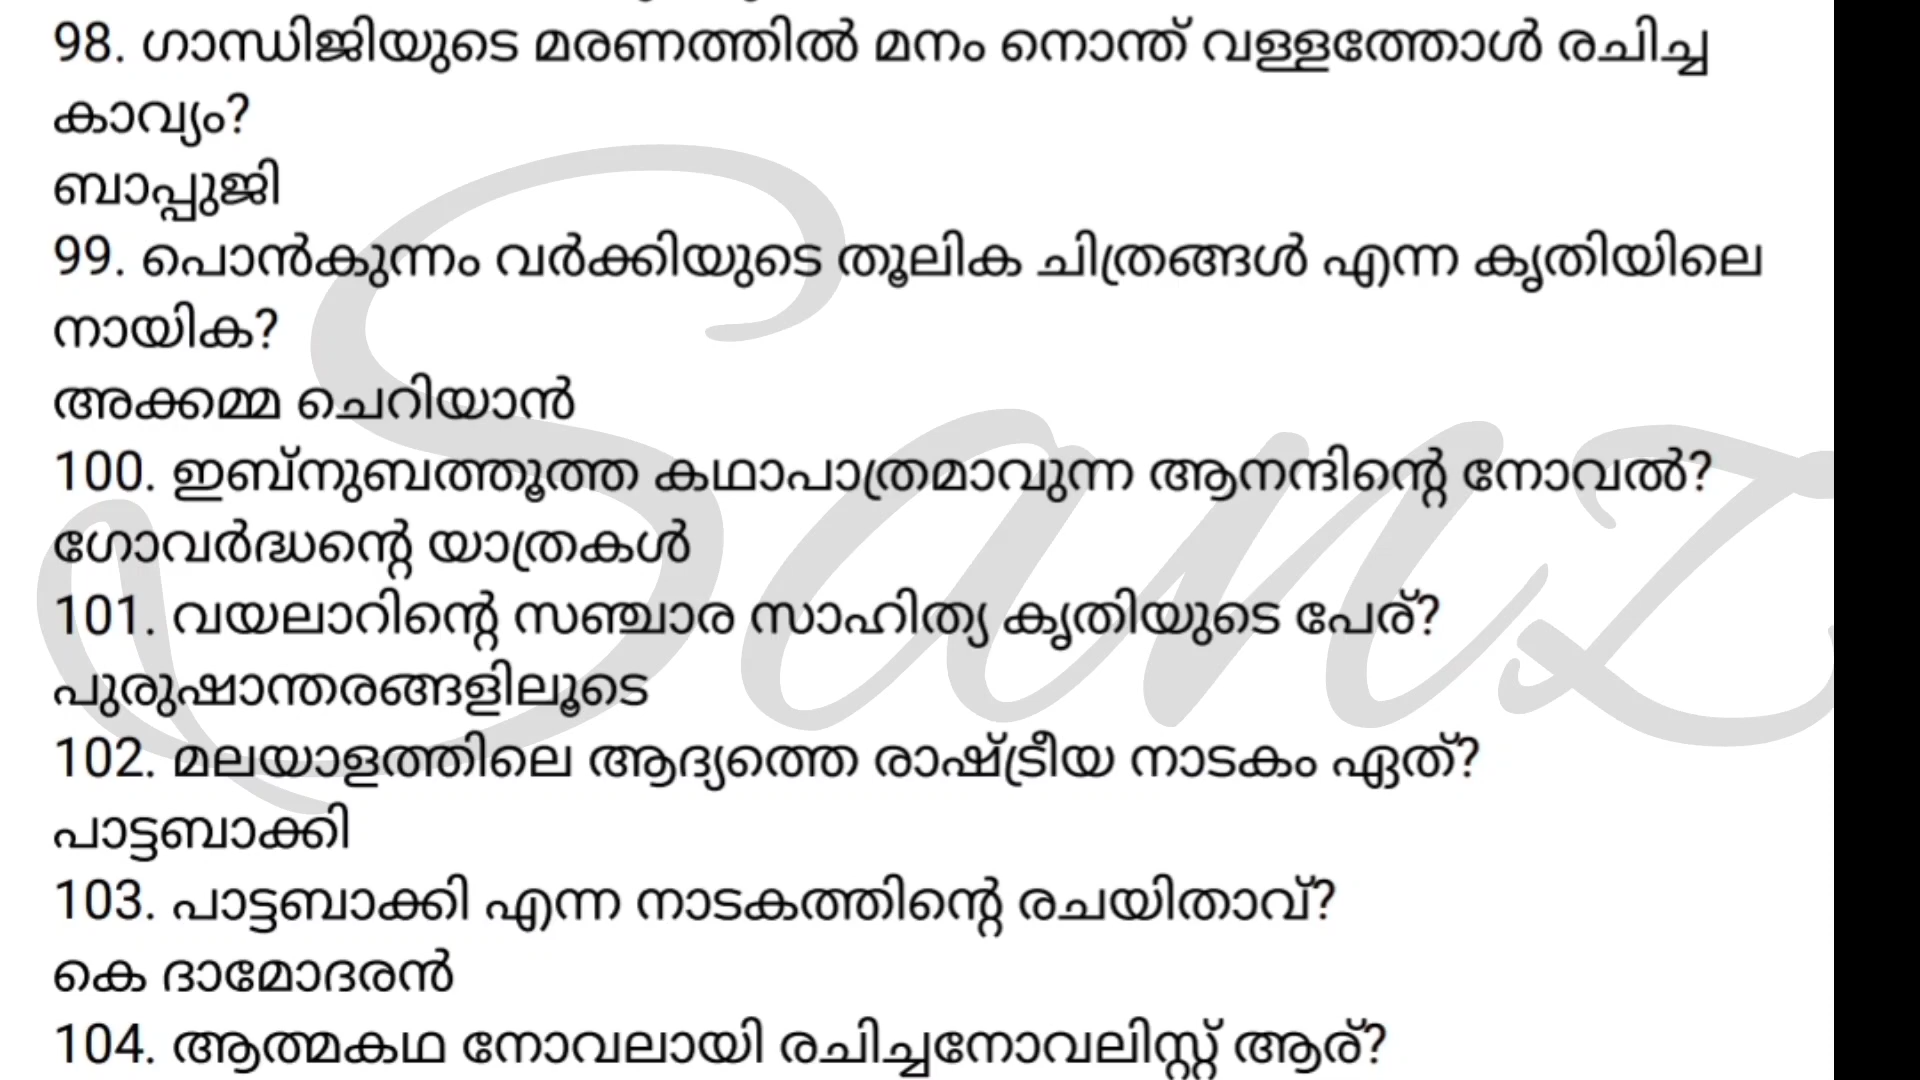 98. ഗാന്ധിജിയുടെ മരണത്തിൽ മനം നൊന്ത് വള്ളത്തോൾ രചിച്ച
കാവ്യം?
ബാപ്പുജി
99. പൊൻകുന്നം വർക്കിയുടെ തൂലിക ചിത്രങ്ങൾ എന്ന കൃതിയിലെ
നായിക?
അക്കമ്മ ചെറിയാൻ
100. ഇബ്നുബത്തൂത്ത കഥാപാത്രമാവുന്ന ആനന്ദിന്റെ നോവൽ?
ഗോവർദ്ധന്റെ യാത്രകൾ
101. വയലാറിന്റെ സഞ്ചാര സാഹിത്യ കൃതിയുടെ പേര്?
പുരുഷാന്തരങ്ങളിലൂടെ
102. മലയാളത്തിലെ ആദ്യത്തെ രാഷ്ട്രീയ നാടകം ഏത്?
പാട്ടബാക്കി
103. പാട്ടബാക്കി എന്ന നാടകത്തിന്റെ രചയിതാവ്?
കെ ദാമോദരൻ
104. ആത്മകഥ നോവലായി രചിച്ചനോവലിസ്റ്റ് ആര്?
Sanz